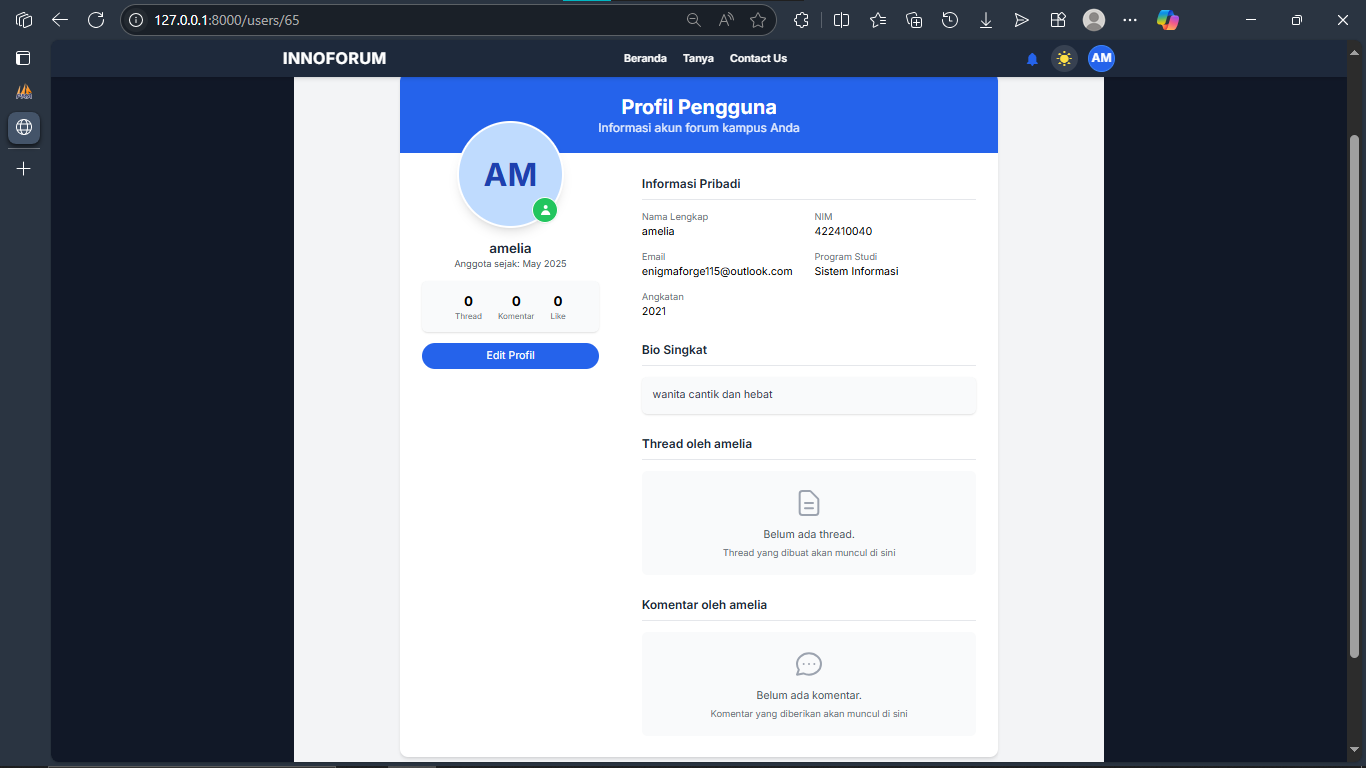 127.0.0.1:8000/users/65
INNOFORUM
Beranda Tanya Contact Us
AM
Profil Pengguna
Informasi akun forum kampus Anda
AM
amelia
Anggota sejak: May 2025
0 0 0
Thread Komentar Like
Edit Profil
Informasi Pribadi
Nama Lengkap NIM
amelia 422410040
Email Program Studi
enigmaforge115@outlook.com Sistem Informasi
Angkatan
2021
Bio Singkat
wanita cantik dan hebat
Thread oleh amelia
Belum ada thread.
Thread yang dibuat akan muncul di sini
Komentar oleh amelia
Belum ada komentar.
Komentar yang diberikan akan muncul di sini